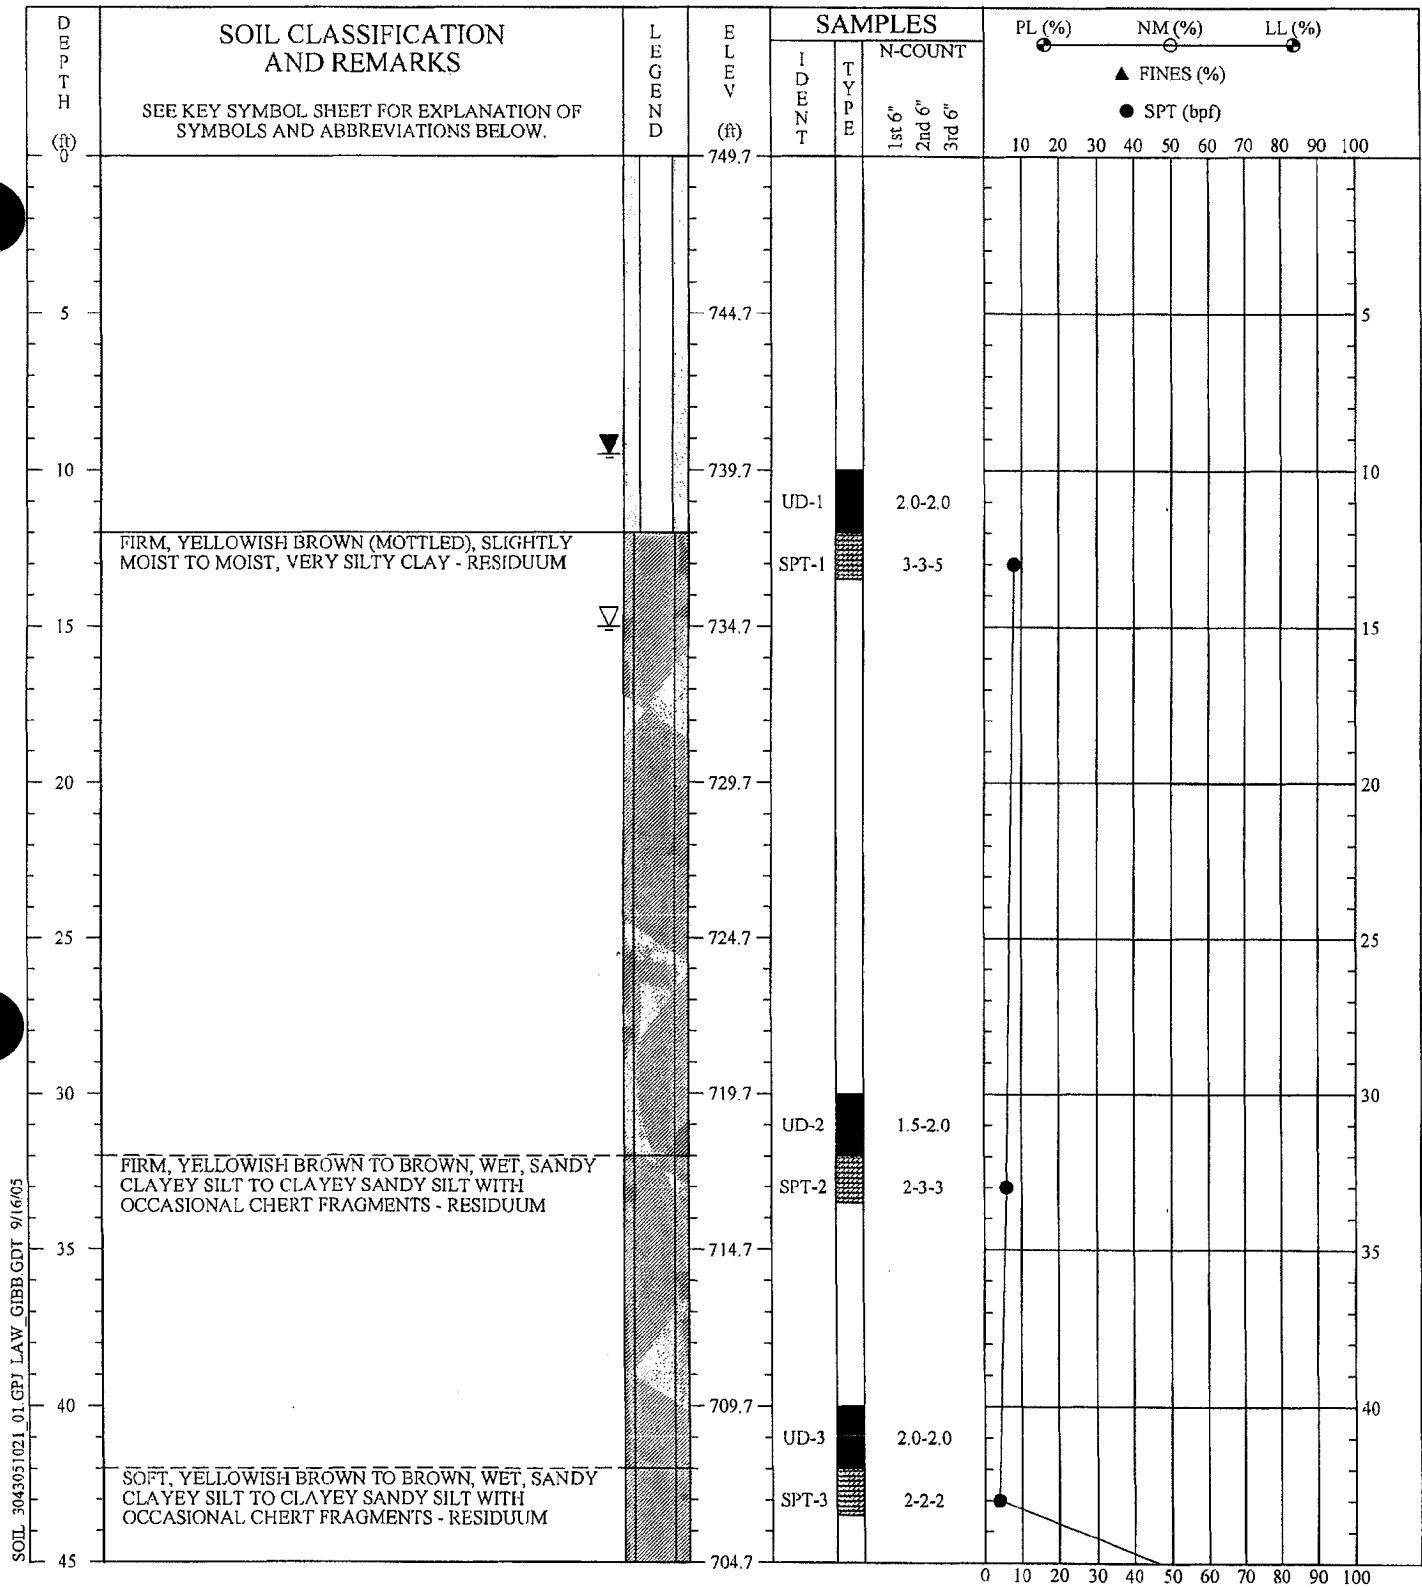 DEPTH (ft)
SOIL CLASSIFICATION
AND REMARKS
SEE KEY SYMBOL SHEET FOR EXPLANATION OF
SYMBOLS AND ABBREVIATIONS BELOW.
LEGEND
ELEV (ft)
SAMPLES
IDENT
TYPE
N-COUNT
1st 6"
2nd 6"
3rd 6"
PL (%) NM (%) LL (%)
▲ FINES (%)
● SPT (bpf)
10 20 30 40 50 60 70 80 90 100
0 749.7
5 744.7 5
10 739.7 10
UD-1 2.0-2.0
FIRM, YELLOWISH BROWN (MOTTLED), SLIGHTLY
MOIST TO MOIST, VERY SILTY CLAY - RESIDUUM
SPT-1 3-3-5
15 734.7 15
20 729.7 20
25 724.7 25
30 719.7 30
UD-2 1.5-2.0
FIRM, YELLOWISH BROWN TO BROWN, WET, SANDY
CLAYEY SILT TO CLAYEY SANDY SILT WITH
OCCASIONAL CHERT FRAGMENTS - RESIDUUM
SPT-2 2-3-3
35 714.7 35
40 709.7 40
UD-3 2.0-2.0
SOFT, YELLOWISH BROWN TO BROWN, WET, SANDY
CLAYEY SILT TO CLAYEY SANDY SILT WITH
OCCASIONAL CHERT FRAGMENTS - RESIDUUM
SPT-3 2-2-2
45 704.7
0 10 20 30 40 50 60 70 80 90 100
SOIL 3043051021_01.GPJ LAW_GIBB.GDT 9/16/05